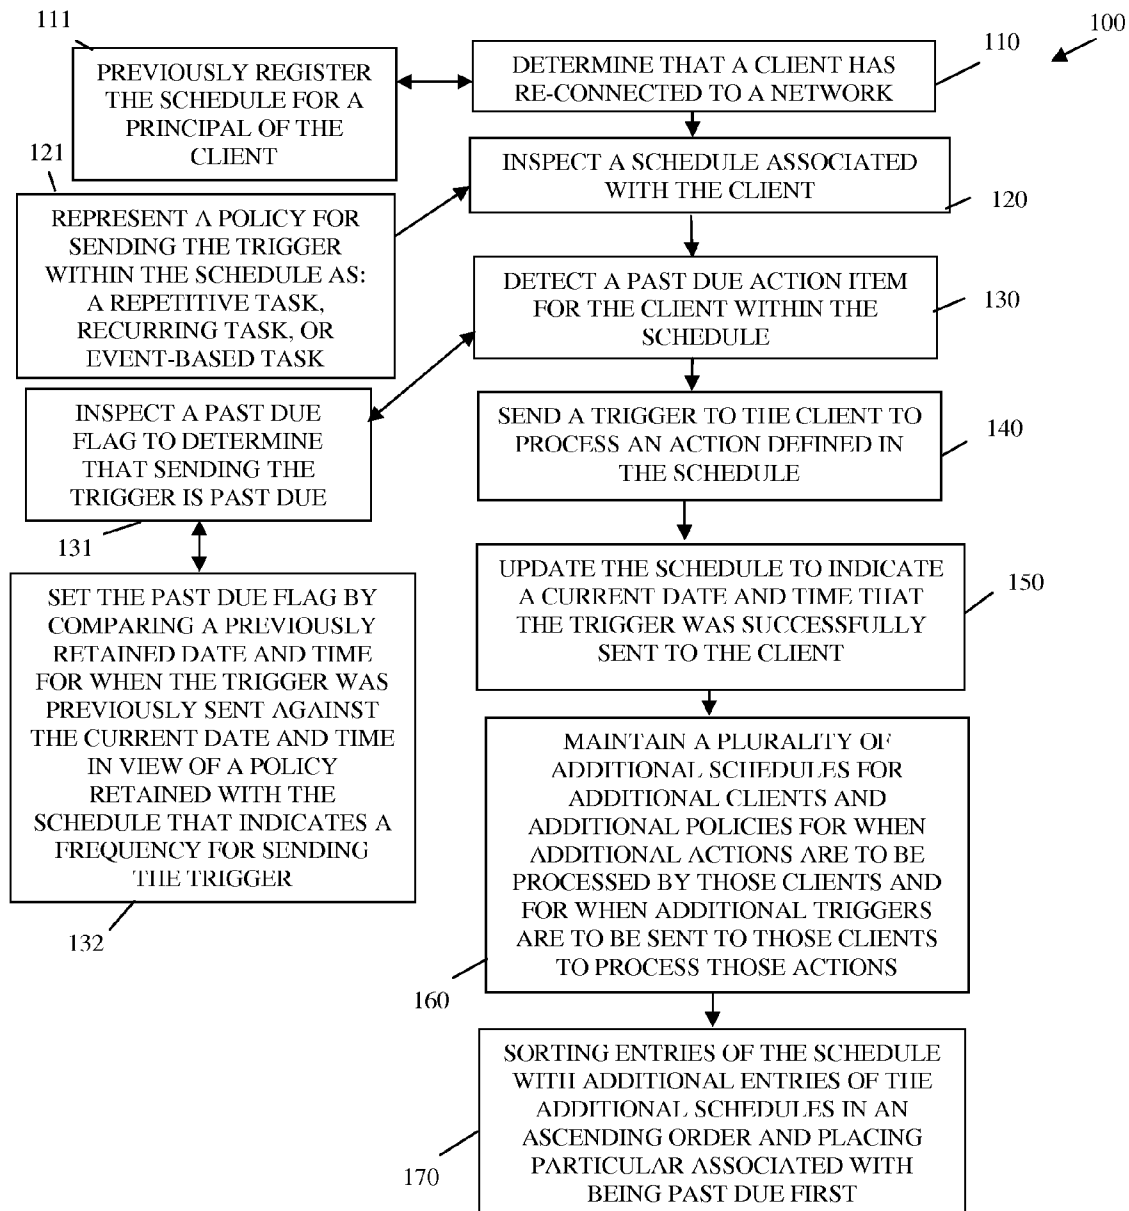 111
PREVIOUSLY REGISTER
THE SCHEDULE FOR A
PRINCIPAL OF THE
CLIENT
DETERMINE THAT A CLIENT HAS
RE-CONNECTED TO A NETWORK
110
100
121
REPRESENT A POLICY FOR
SENDING THE TRIGGER
WITHIN THE SCHEDULE AS:
A REPETITIVE TASK,
RECURRING TASK, OR
EVENT-BASED TASK
INSPECT A SCHEDULE ASSOCIATED
WITH THE CLIENT
120
DETECT A PAST DUE ACTION ITEM
FOR THE CLIENT WITHIN THE
SCHEDULE
130
INSPECT A PAST DUE
FLAG TO DETERMINE
THAT SENDING THE
TRIGGER IS PAST DUE
131
SEND A TRIGGER TO THE CLIENT TO
PROCESS AN ACTION DEFINED IN
THE SCHEDULE
140
SET THE PAST DUE FLAG BY
COMPARING A PREVIOUSLY
RETAINED DATE AND TIME
FOR WHEN THE TRIGGER WAS
PREVIOUSLY SENT AGAINST
THE CURRENT DATE AND TIME
IN VIEW OF A POLICY
RETAINED WITH THE
SCHEDULE THAT INDICATES A
FREQUENCY FOR SENDING
THE TRIGGER
132
UPDATE THE SCHEDULE TO INDICATE
A CURRENT DATE AND TIME THAT
THE TRIGGER WAS SUCCESSFULLY
SENT TO THE CLIENT
150
MAINTAIN A PLURALITY OF
ADDITIONAL SCHEDULES FOR
ADDITIONAL CLIENTS AND
ADDITIONAL POLICIES FOR WHEN
ADDITIONAL ACTIONS ARE TO BE
PROCESSED BY THOSE CLIENTS AND
FOR WHEN ADDITIONAL TRIGGERS
ARE TO BE SENT TO THOSE CLIENTS
TO PROCESS THOSE ACTIONS
160
SORTING ENTRIES OF THE SCHEDULE
WITH ADDITIONAL ENTRIES OF THE
ADDITIONAL SCHEDULES IN AN
ASCENDING ORDER AND PLACING
PARTICULAR ASSOCIATED WITH
BEING PAST DUE FIRST
170